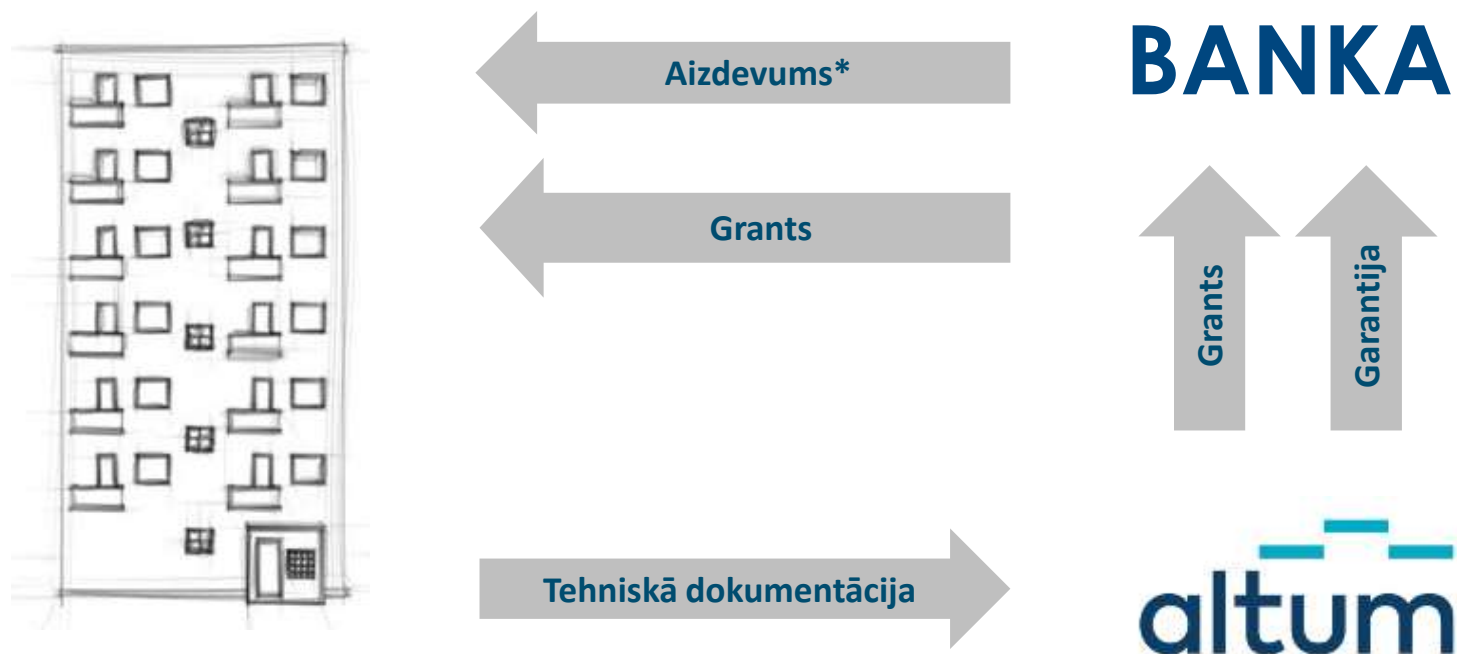 Aizdevums*
BANKA
Grants
Grants
Garantija
Tehniskā dokumentācija
altum